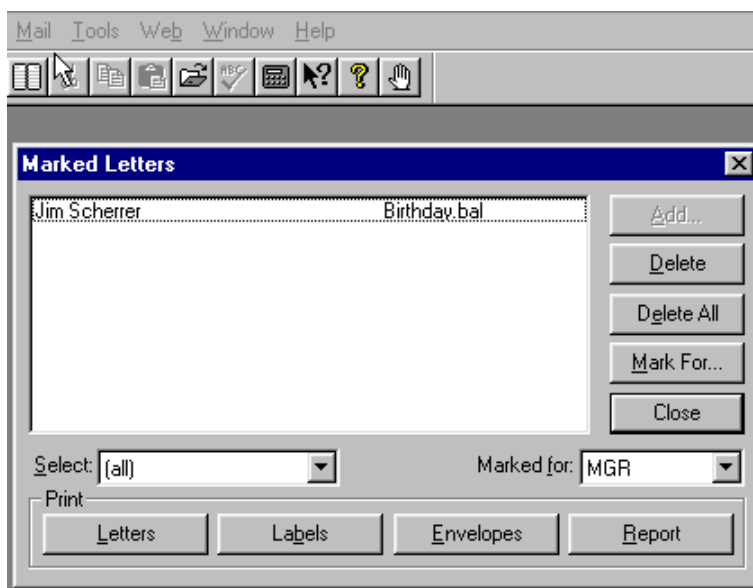 Mail Tools Web Window Help
ABC ? ?
Marked Letters
Jim Scherrer Birthday.bal
Add...
Delete
Delete All
Mark For...
Close
Select: (all) Marked for: MGR
Print
Letters Labels Envelopes Report